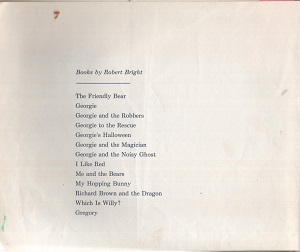 Books by Robert Bright
The Friendly Bear
Georgie
Georgie and the Robbers
Georgie to the Rescue
Georgie's Halloween
Georgie and the Magician
Georgie and the Noisy Ghost
I Like Red
Me and the Bears
My Hopping Bunny
Richard Brown and the Dragon
Which Is Willy?
Gregory